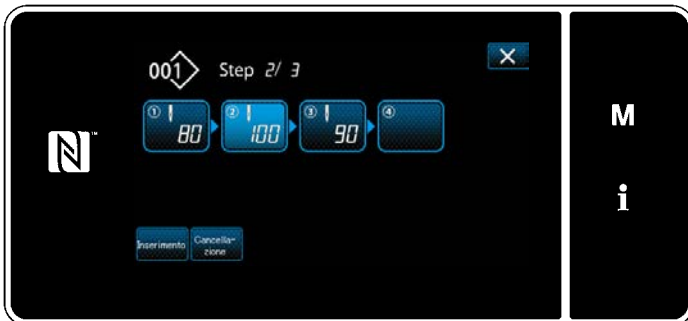 001 Step 2/ 3
① 80 ② 100 ③ 90 ④
M
i
Inserimento Cancella-
zione